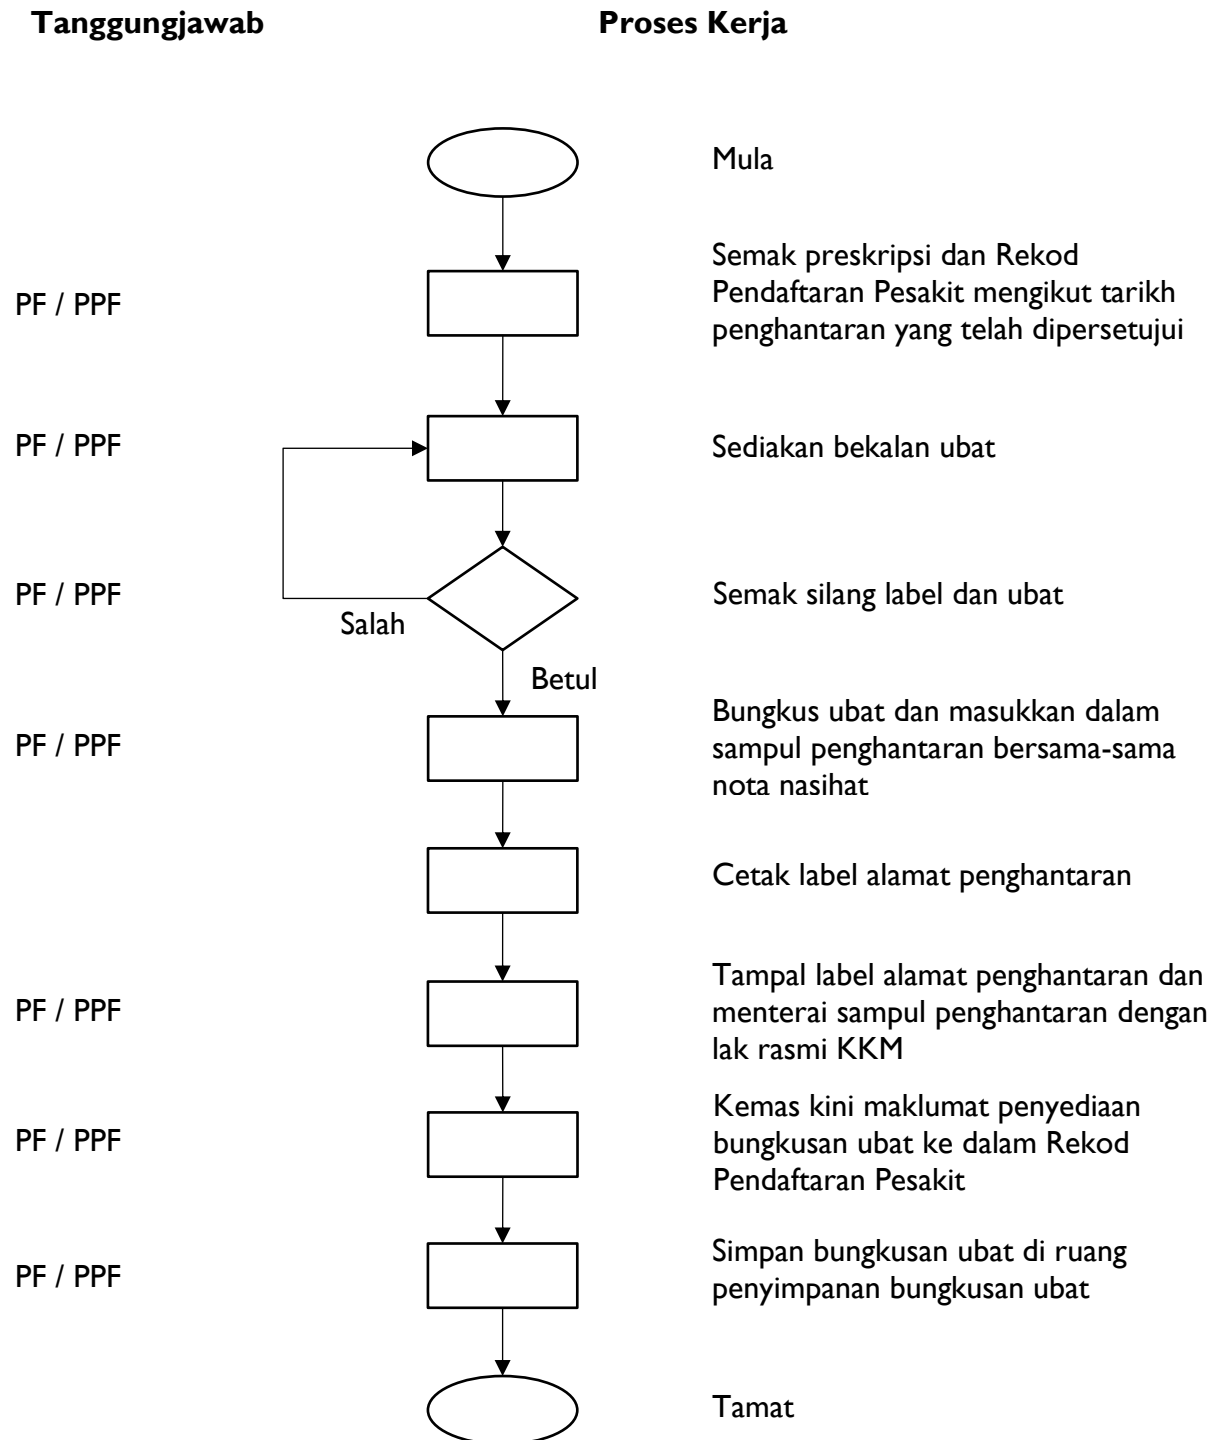 Tanggungjawab
Proses Kerja
Mula
PF / PPF
Semak preskripsi dan Rekod
Pendaftaran Pesakit mengikut tarikh
penghantaran yang telah dipersetujui
PF / PPF
Sediakan bekalan ubat
PF / PPF
Semak silang label dan ubat
Salah
Betul
PF / PPF
Bungkus ubat dan masukkan dalam
sampul penghantaran bersama-sama
nota nasihat
Cetak label alamat penghantaran
PF / PPF
Tampal label alamat penghantaran dan
menterai sampul penghantaran dengan
lak rasmi KKM
PF / PPF
Kemas kini maklumat penyediaan
bungkusan ubat ke dalam Rekod
Pendaftaran Pesakit
PF / PPF
Simpan bungkusan ubat di ruang
penyimpanan bungkusan ubat
Tamat